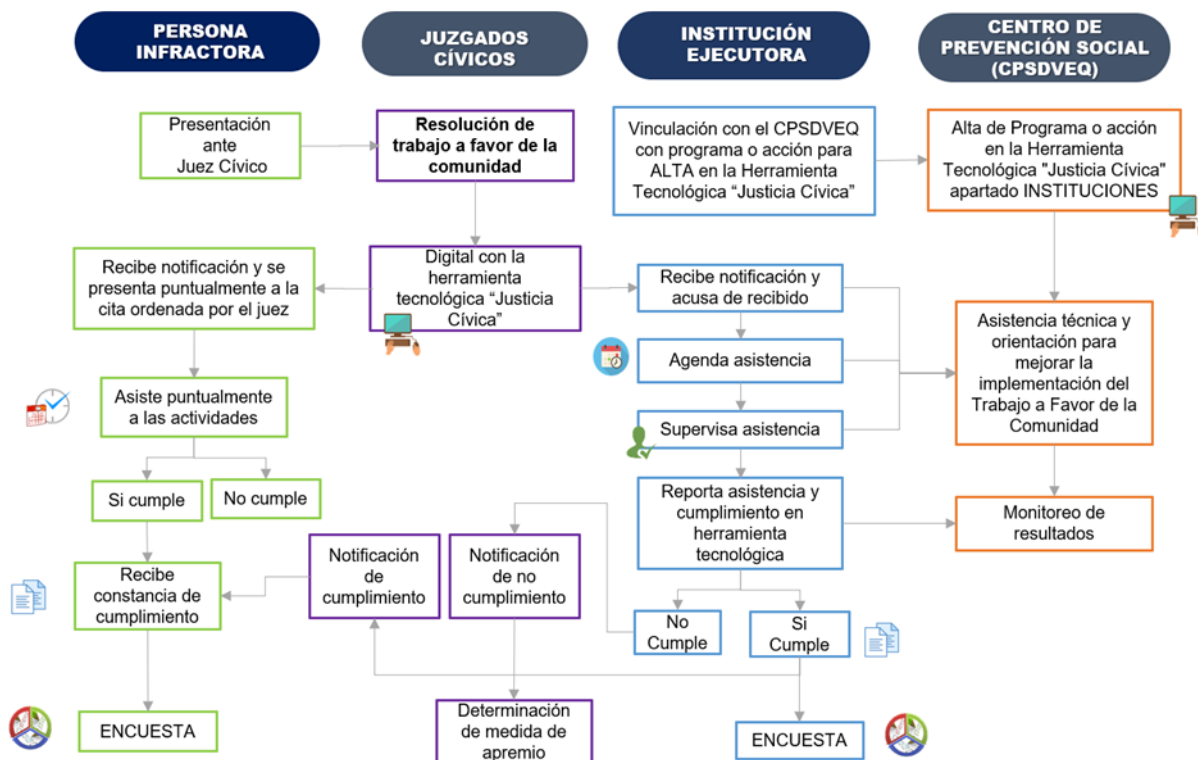 PERSONA
INFRACTORA
JUZGADOS
CÍVICOS
INSTITUCIÓN
EJECUTORA
CENTRO DE
PREVENCIÓN SOCIAL
(CPSDVEQ)
Presentación
ante
Juez Cívico
Resolución de
trabajo a favor de la
comunidad
Vinculación con el CPSDVEQ
con programa o acción para
ALTA en la Herramienta
Tecnológica “Justicia Cívica”
Alta de Programa o acción
en la Herramienta
Tecnológica "Justicia Cívica"
apartado INSTITUCIONES
Recibe notificación y se
presenta puntualmente a la
cita ordenada por el juez
Digital con la
herramienta
tecnológica “Justicia
Cívica”
Recibe notificación y
acusa de recibido
Agenda asistencia
Supervisa asistencia
Asistencia técnica y
orientación para
mejorar la
implementación del
Trabajo a Favor de la
Comunidad
Asiste puntualmente
a las actividades
Si cumple
No cumple
Reporta asistencia y
cumplimiento en
herramienta
tecnológica
Monitoreo de
resultados
Recibe
constancia de
cumplimiento
Notificación
de
cumplimiento
Notificación
de no
cumplimiento
No
Cumple
Si
Cumple
ENCUESTA
Determinación
de medida de
apremio
ENCUESTA